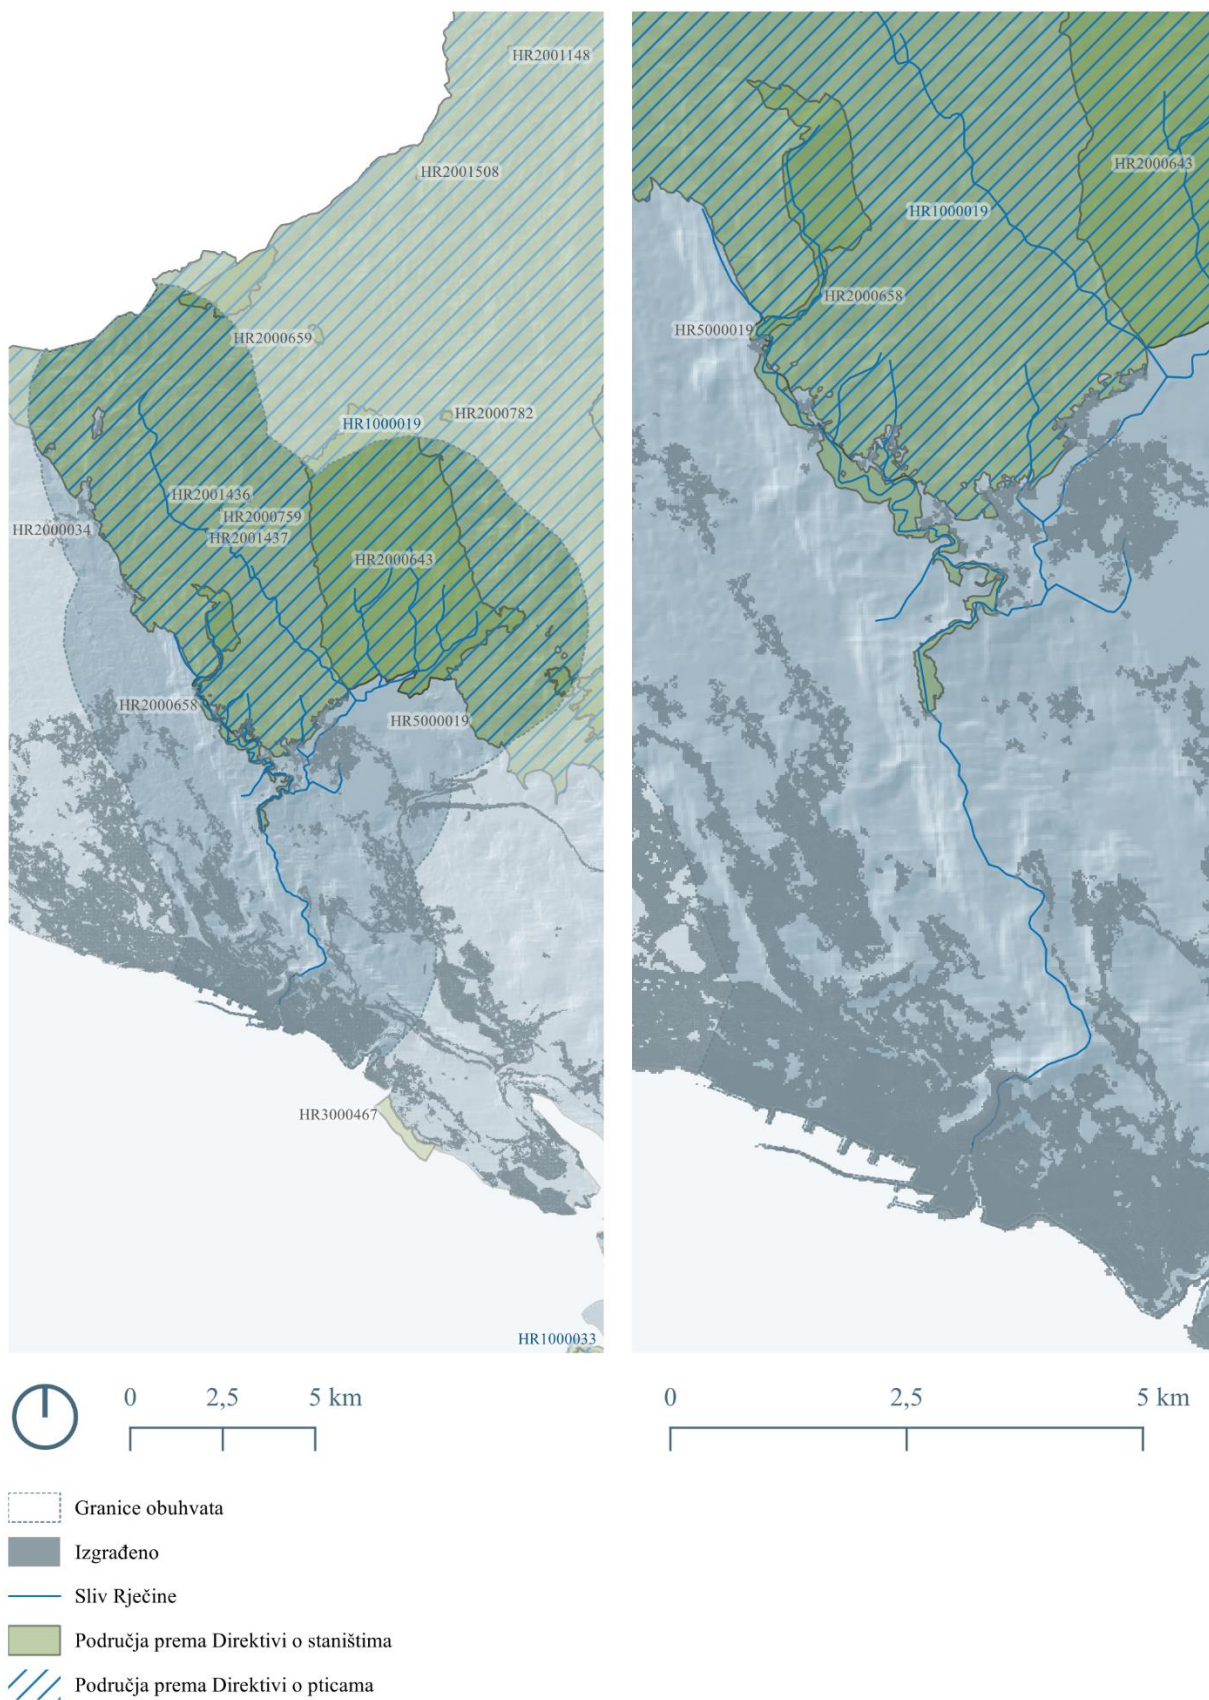 HR2001148
HR2001508
HR2000659
HR2000782
HR1000019
HR2001436
HR2000759
HR2000034
HR2001437
HR2000643
HR2000658
HR5000019
HR3000467
HR1000033
HR2000643
HR1000019
HR2000658
HR5000019
0 2,5 5 km
0 2,5 5 km
Granice obuhvata
Izgrađeno
Sliv Rječine
Područja prema Direktivi o staništima
Područja prema Direktivi o pticama